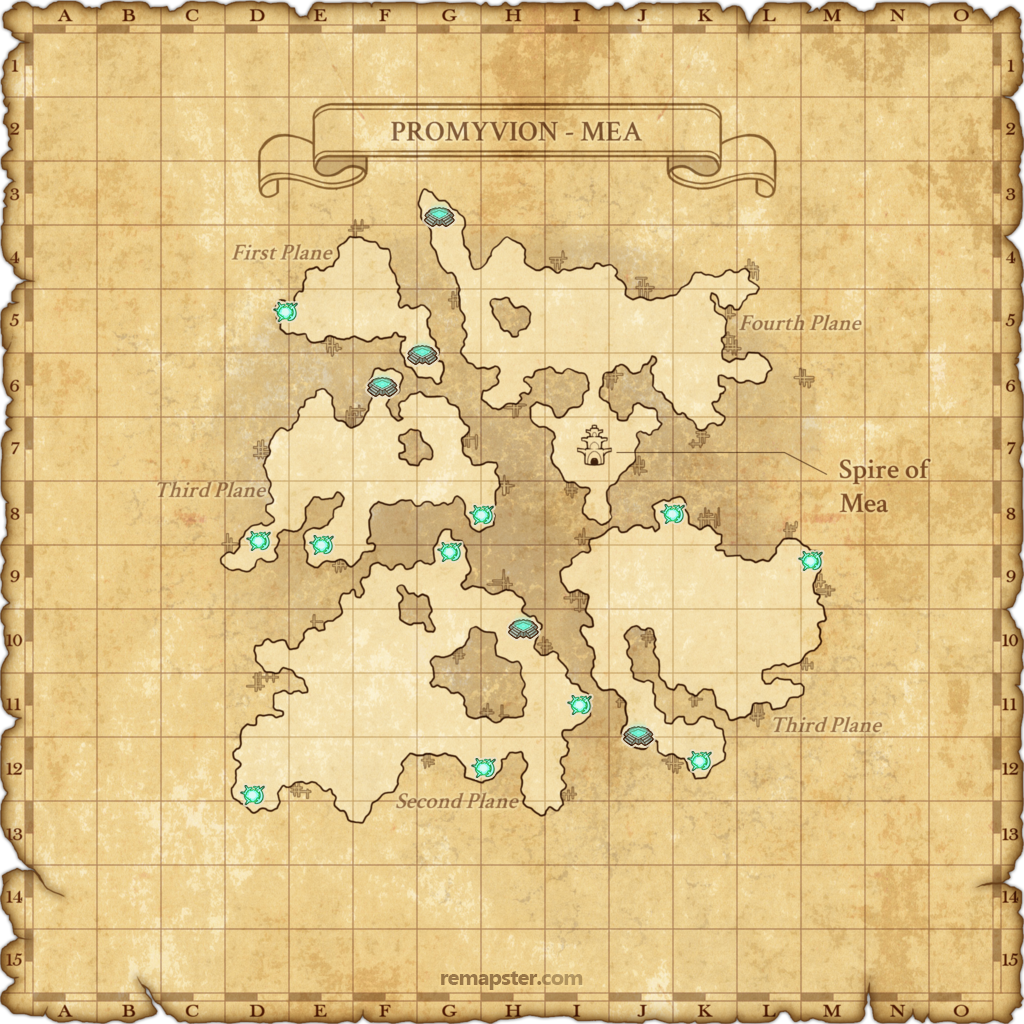 A B C D E F G H I J K L M N O
1 1
PROMYVION - MEA
2 2
3 3
First Plane
4 4
5 5
Fourth Plane
6 6
7 7
Spire of
Mea
Third Plane
8 8
9 9
10 10
11 11
Third Plane
12 12
Second Plane
13 13
14 14
15 15
remapster.com
A B C D E F G H I J K L M N O